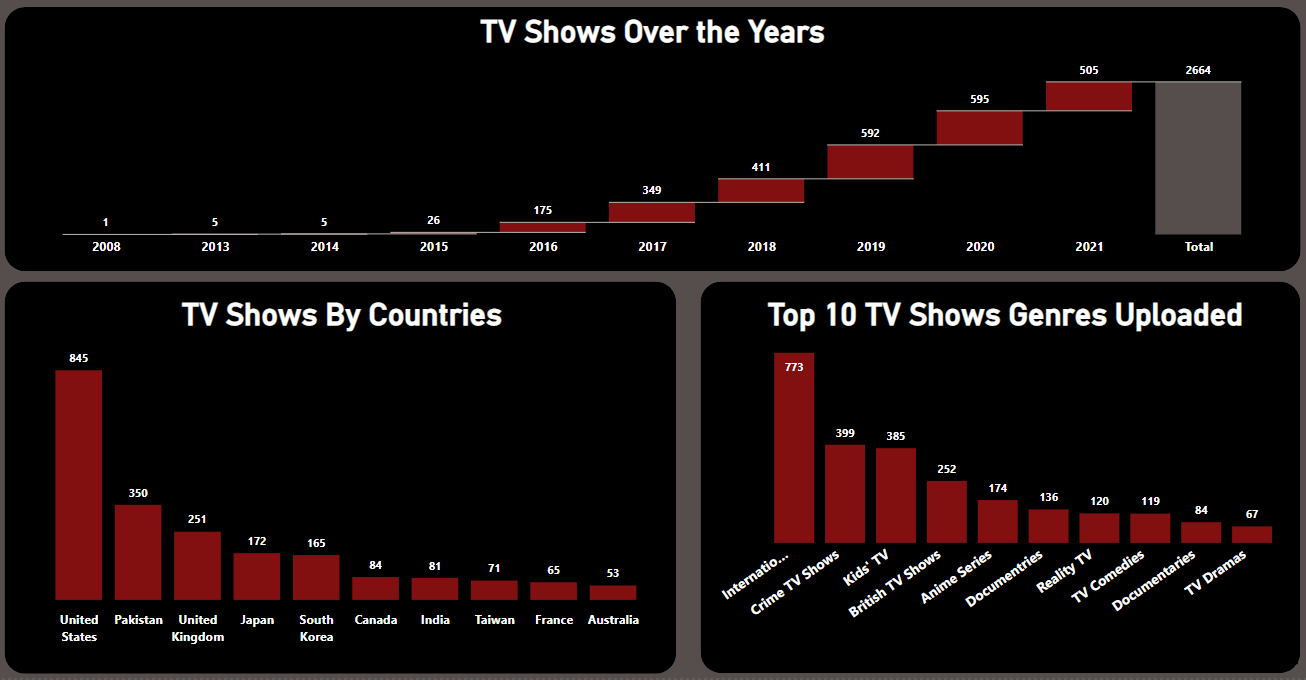 TV Shows Over the Years
1 5 5 26 175 349 411 592 595 505 2664
2008 2013 2014 2015 2016 2017 2018 2019 2020 2021 Total
TV Shows By Countries
845 350 251 172 165 84 81 71 65 53
United States Pakistan United Kingdom Japan South Korea Canada India Taiwan France Australia
Top 10 TV Shows Genres Uploaded
773 399 385 252 174 136 120 119 84 67
Internatio... Crime TV Shows Kids' TV British TV Shows Anime Series Documentries Reality TV TV Comedies Documentaries TV Dramas